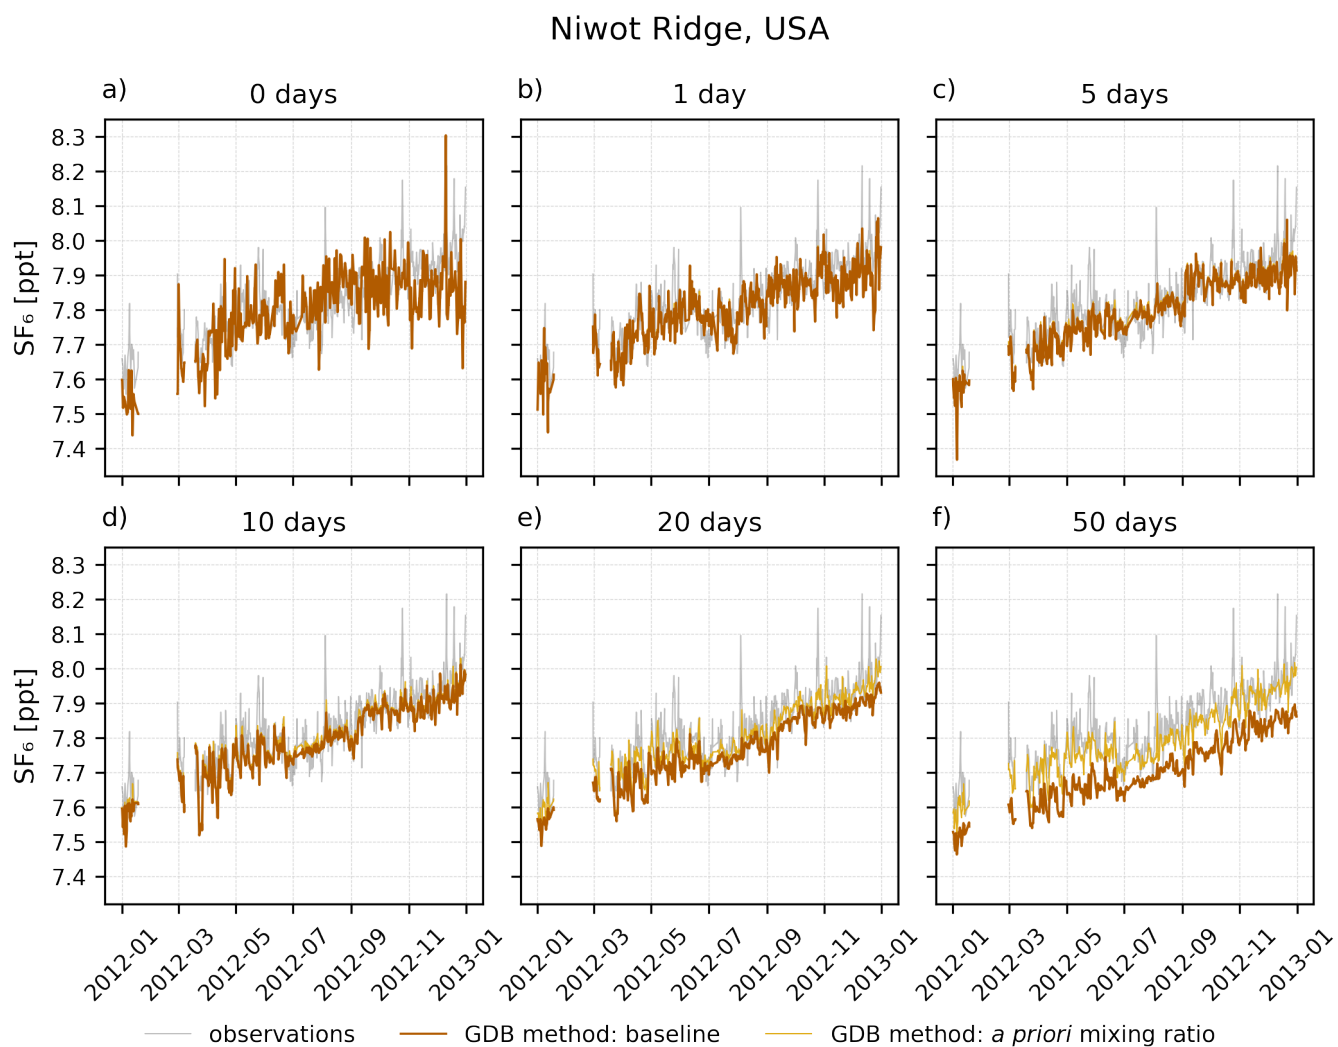 Niwot Ridge, USA
a) 0 days
b) 1 day
c) 5 days
8.3
8.2
8.1
8.0
7.9
7.8
7.7
7.6
7.5
7.4
SF₆ [ppt]
d) 10 days
e) 20 days
f) 50 days
8.3
8.2
8.1
8.0
7.9
7.8
7.7
7.6
7.5
7.4
SF₆ [ppt]
2012-01 2012-03 2012-05 2012-07 2012-09 2012-11 2013-01
2012-01 2012-03 2012-05 2012-07 2012-09 2012-11 2013-01
2012-01 2012-03 2012-05 2012-07 2012-09 2012-11 2013-01
observations GDB method: baseline GDB method: a priori mixing ratio